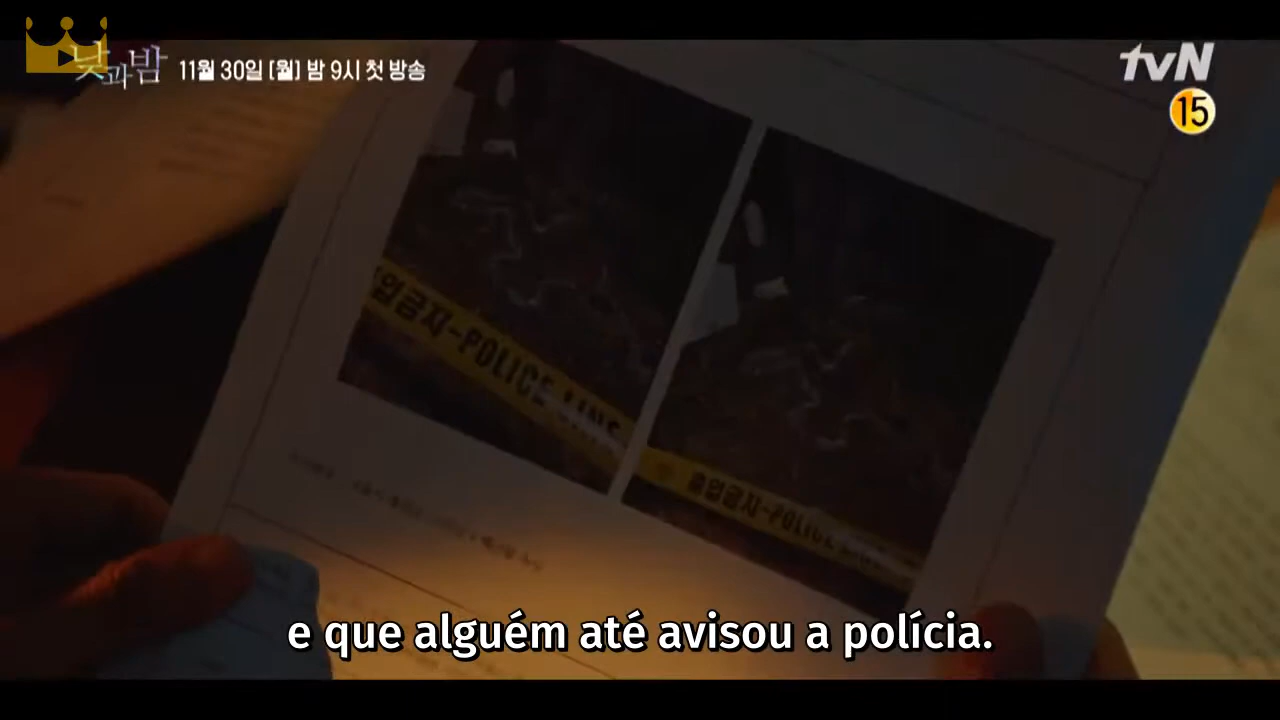 낮과 밤 11월 30일 [월] 밤 9시 첫 방송
tvN
15
입금지-POLICE LINE
출입금지-POLICE LINE
e que alguém até avisou a polícia.